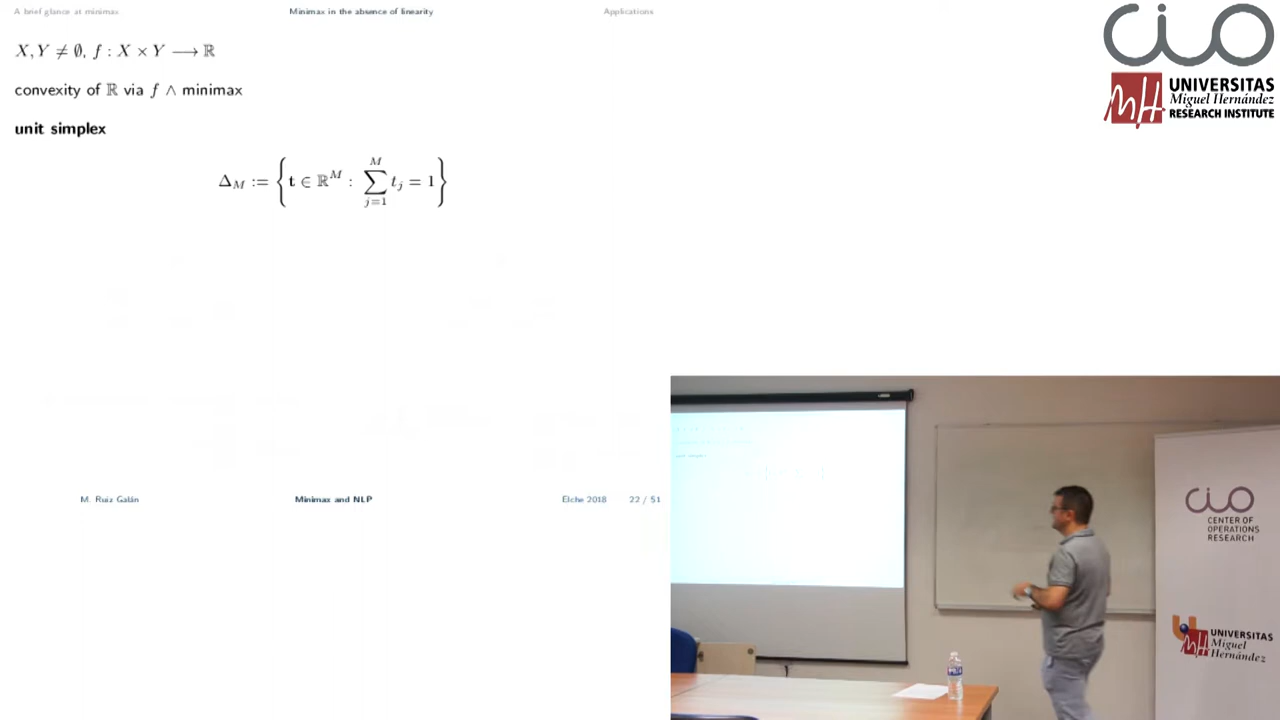 A brief glance at minimax Minimax in the absence of linearity Applications
X, Y ≠ ∅, f : X × Y ⟶ ℝ
convexity of ℝ via f ∧ minimax
unit simplex
Δ_M := { t ∈ ℝ^M : ∑_{j=1}^{M} t_j = 1 }
M. Ruiz Galán Minimax and NLP Elche 2018 22 / 51
CIO
UNIVERSITAS
Miguel Hernández
RESEARCH INSTITUTE
CIO
CENTER OF
OPERATIONS
RESEARCH
UNIVERSITAS
Miguel
Hernández